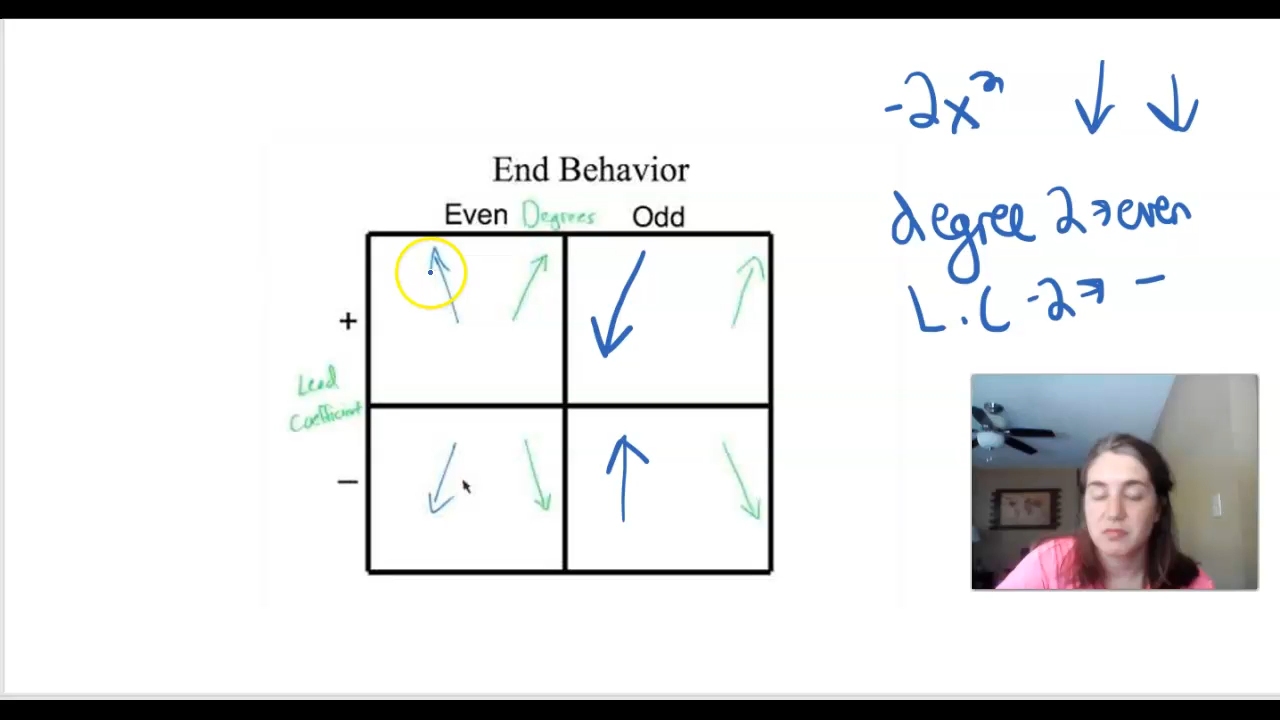 -2x²
End Behavior
Even Degrees Odd
degree 2→even
+
L.C -2→ -
Lead
Coefficient
−